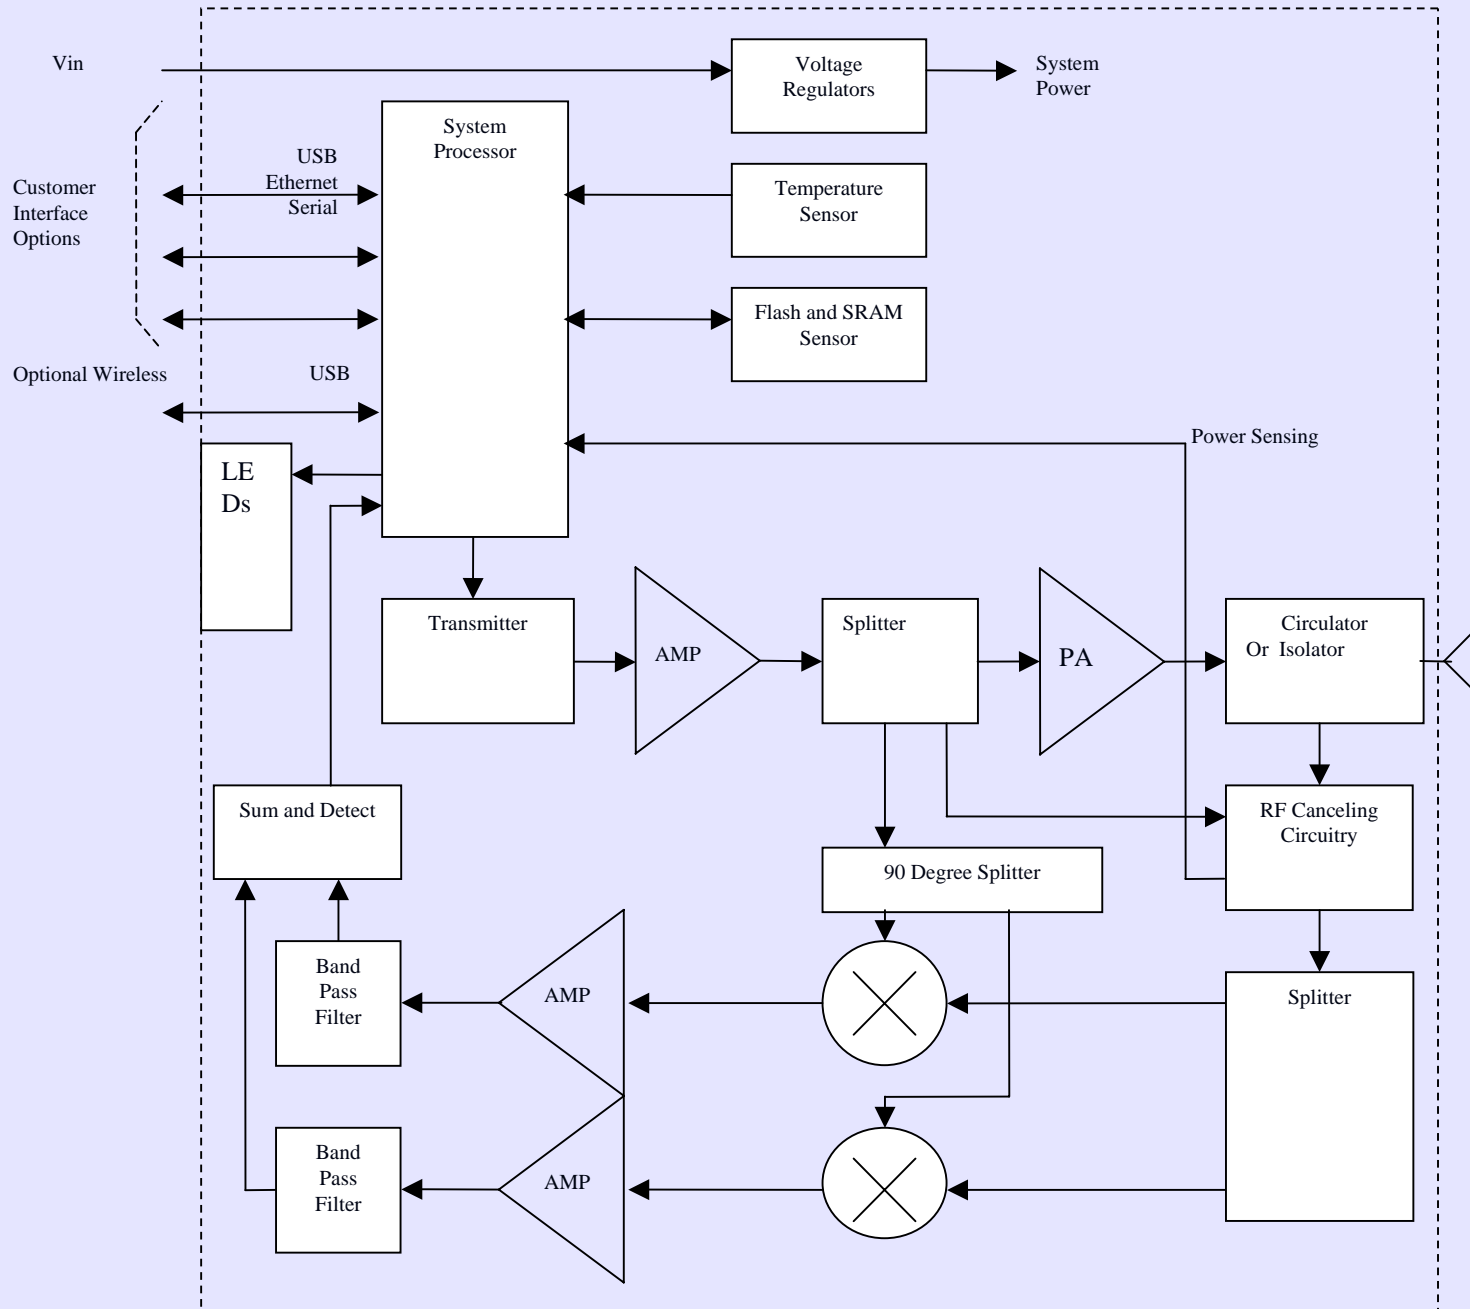 Vin
Voltage
Regulators
System
Power
System
Processor
USB
Ethernet
Serial
Customer
Interface
Options
Temperature
Sensor
Flash and SRAM
Sensor
Optional Wireless
USB
Power Sensing
LE
Ds
Transmitter
AMP
Splitter
PA
Circulator
Or Isolator
Sum and Detect
RF Canceling
Circuitry
90 Degree Splitter
Band
Pass
Filter
AMP
Splitter
Band
Pass
Filter
AMP